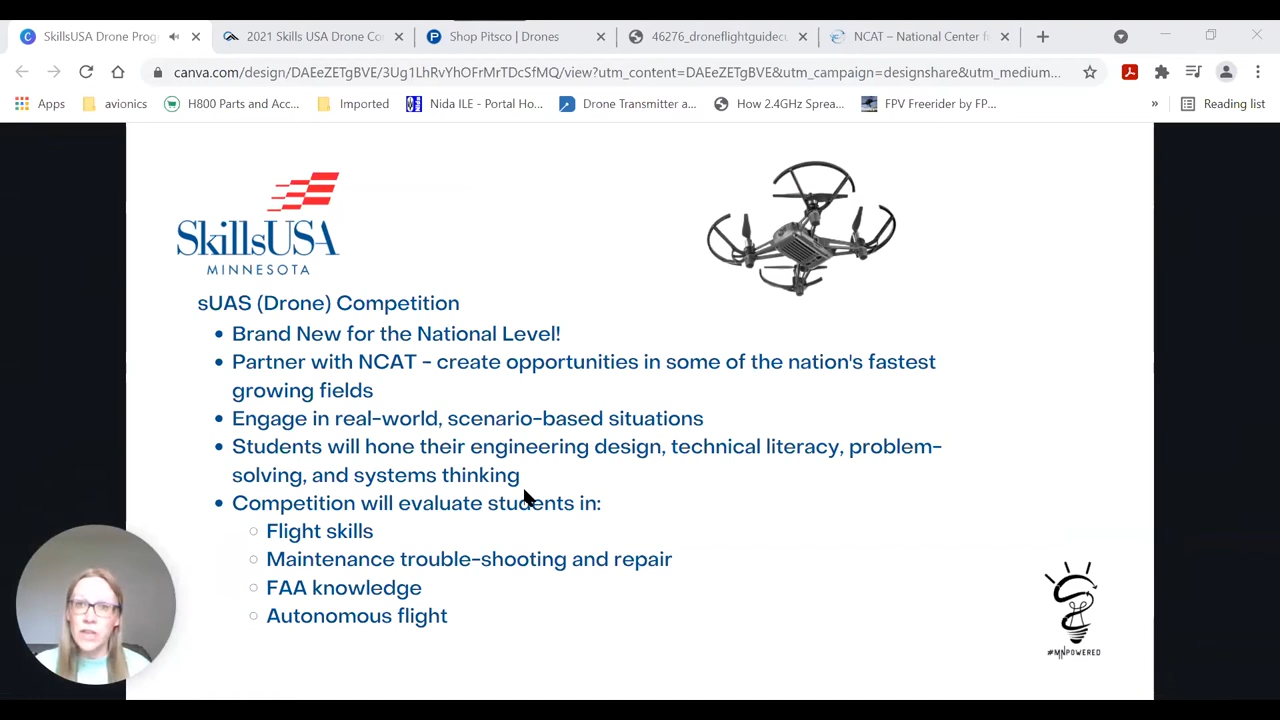 SkillsUSA Drone Prog
2021 Skills USA Drone Co
Shop Pitsco | Drones
46276_droneflightguidecu
NCAT – National Center f
canva.com/design/DAEeZETgBVE/3Ug1LhRvYhOFrMrTDcSfMQ/view?utm_content=DAEeZETgBVE&utm_campaign=designshare&utm_medium...
Apps
avionics
H800 Parts and Acc...
Imported
Nida ILE - Portal Ho...
Drone Transmitter a...
How 2.4GHz Sprea...
FPV Freerider by FP...
»
Reading list
SkillsUSA
MINNESOTA
sUAS (Drone) Competition
• Brand New for the National Level!
• Partner with NCAT - create opportunities in some of the nation's fastest
growing fields
• Engage in real-world, scenario-based situations
• Students will hone their engineering design, technical literacy, problem-
solving, and systems thinking
• Competition will evaluate students in:
○ Flight skills
○ Maintenance trouble-shooting and repair
○ FAA knowledge
○ Autonomous flight
#MNPOWERED